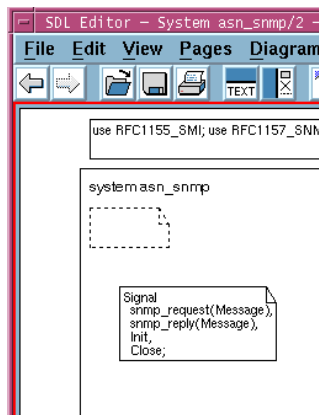 SDL Editor - System asn_snmp/2 -
File Edit View Pages Diagram
TEXT
use RFC1155_SMI; use RFC1157_SNM
system asn_snmp
Signal
snmp_request(Message),
snmp_reply(Message),
Init,
Close;